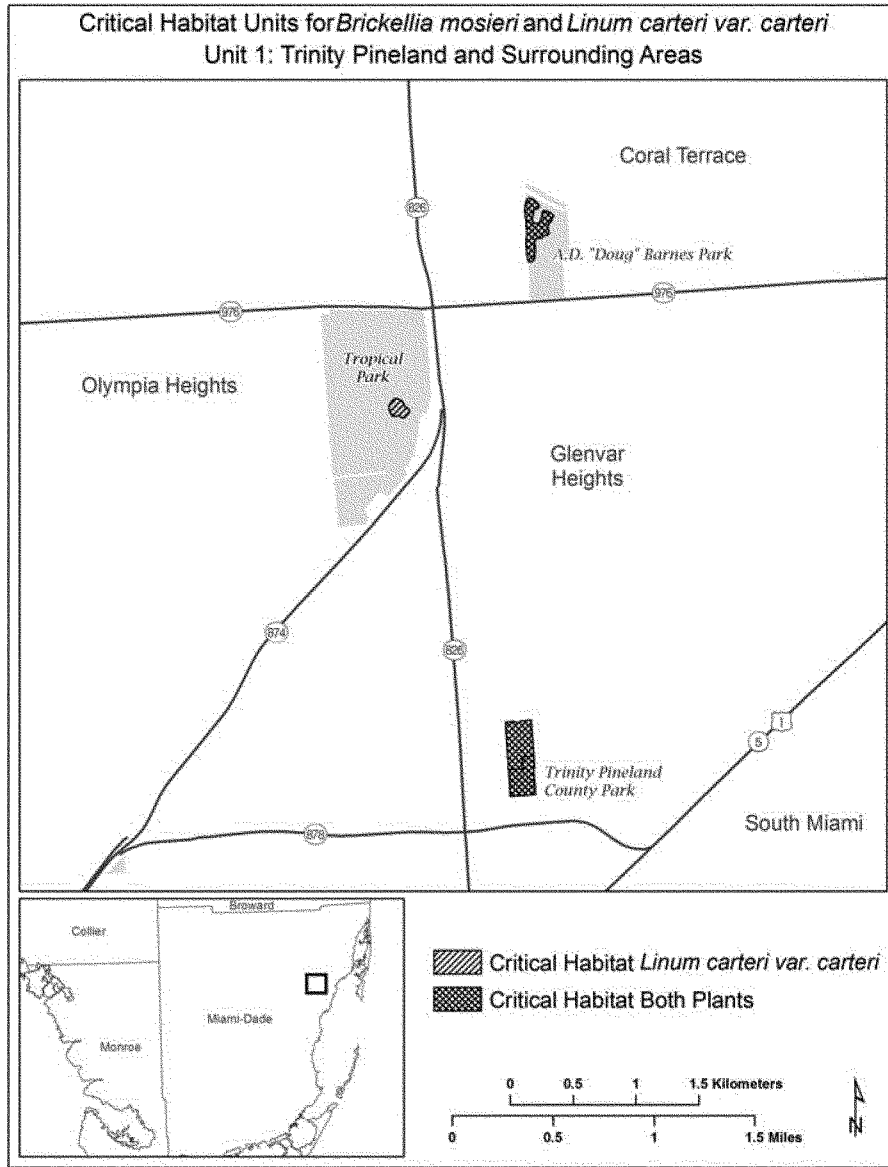 Critical Habitat Units for Brickellia mosieri and Linum carteri var. carteri
Unit 1: Trinity Pineland and Surrounding Areas
Coral Terrace
826
A.D. "Doug" Barnes Park
976
976
Tropical
Park
Olympia Heights
Glenvar
Heights
874
826
1
5
Trinity Pineland
County Park
South Miami
878
Broward
Collier
Miami-Dade
Monroe
Critical Habitat Linum carteri var. carteri
Critical Habitat Both Plants
0 0.5 1 1.5 Kilometers
0 0.5 1 1.5 Miles
N